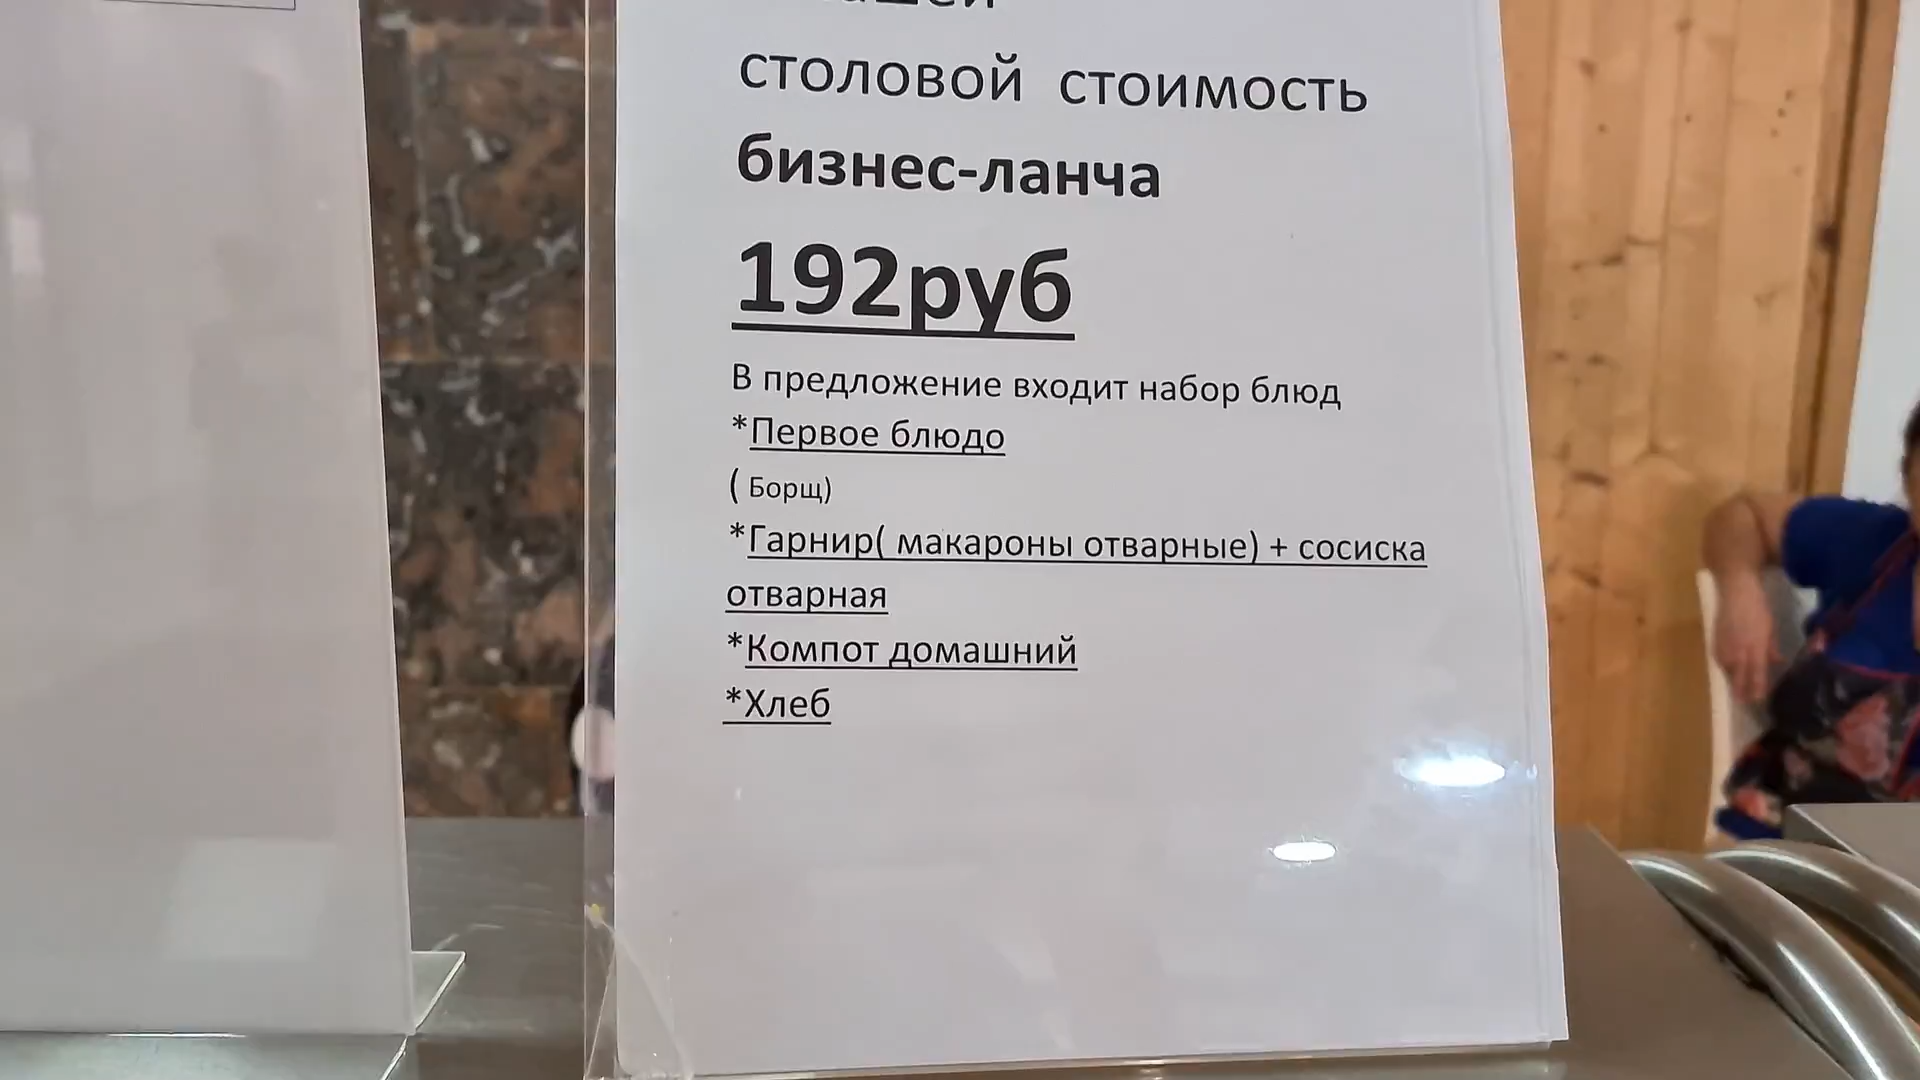 столовой стоимость
бизнес-ланча
192руб
В предложение входит набор блюд
*Первое блюдо
( Борщ)
*Гарнир( макароны отварные) + сосиска
отварная
*Компот домашний
*Хлеб